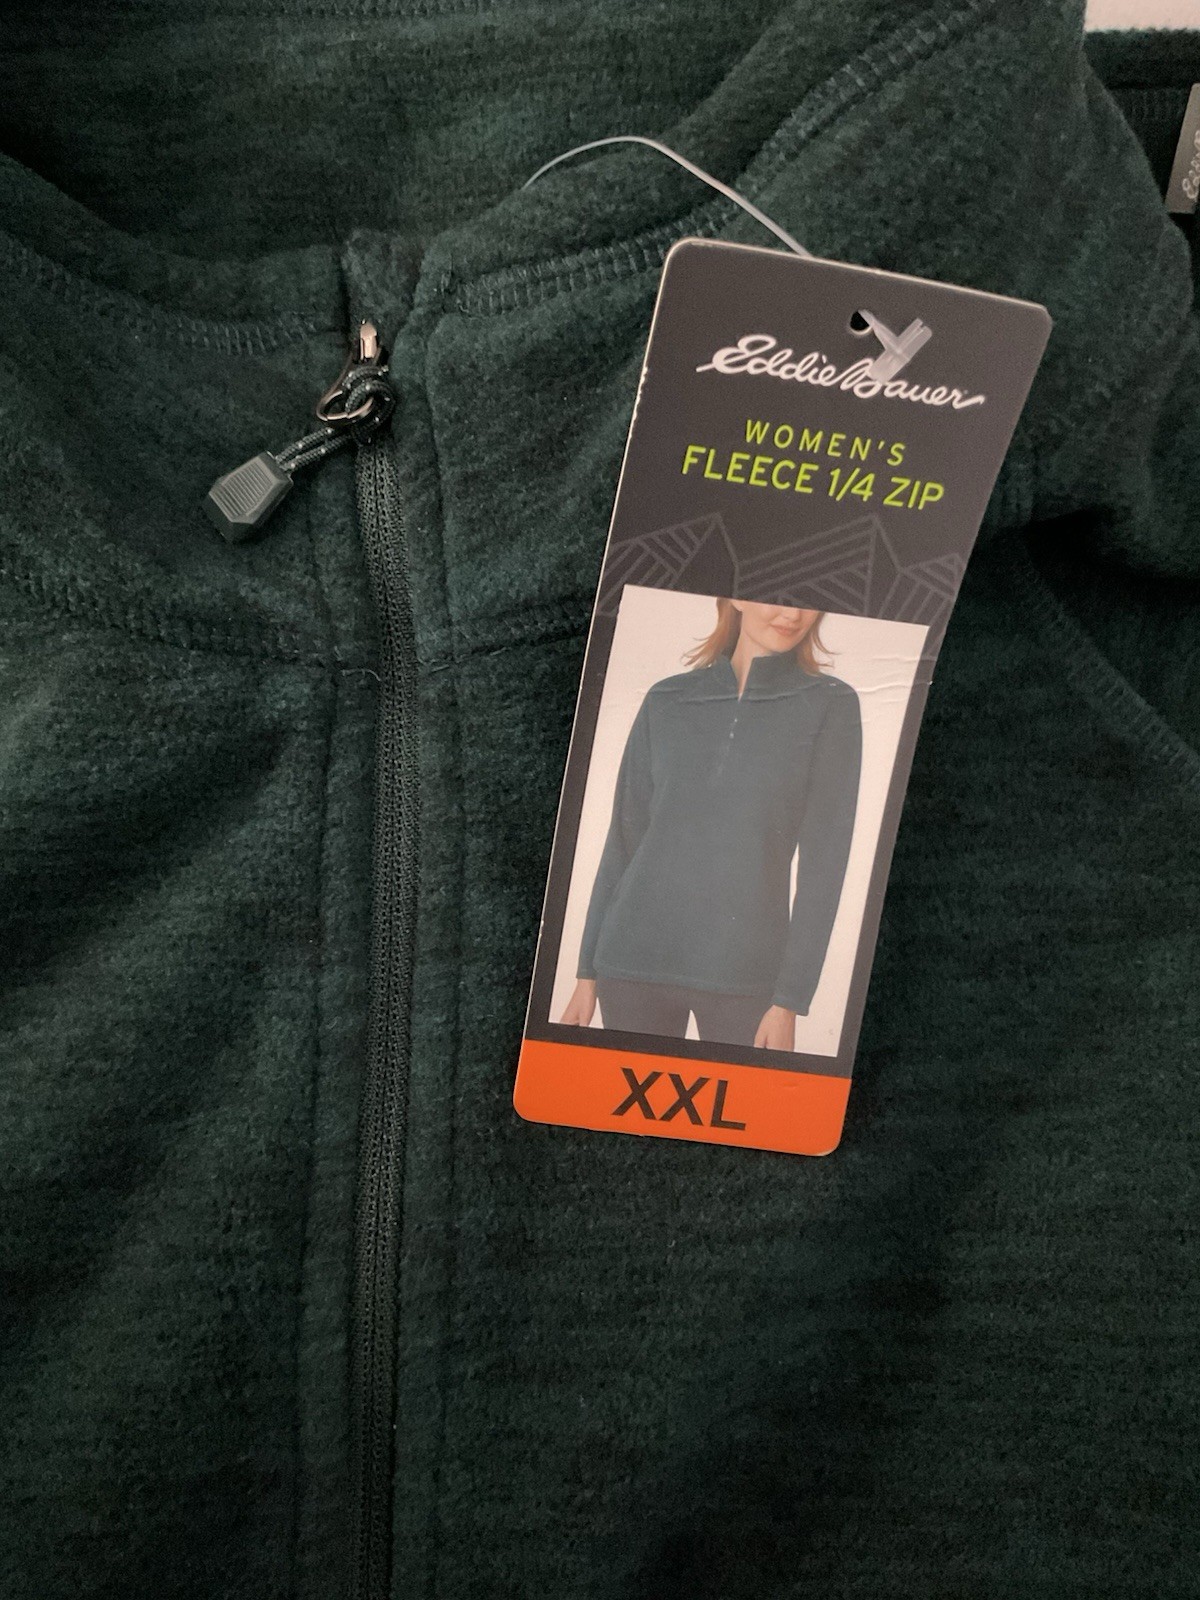 Eddie Bauer
WOMEN'S
FLEECE 1/4 ZIP
XXL